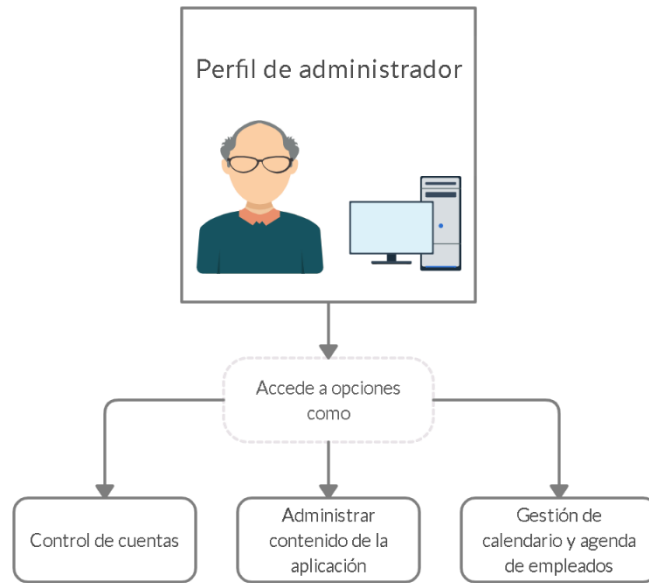 Perfil de administrador
Accede a opciones
como
Control de cuentas
Administrar
contenido de la
aplicación
Gestión de
calendario y agenda
de empleados